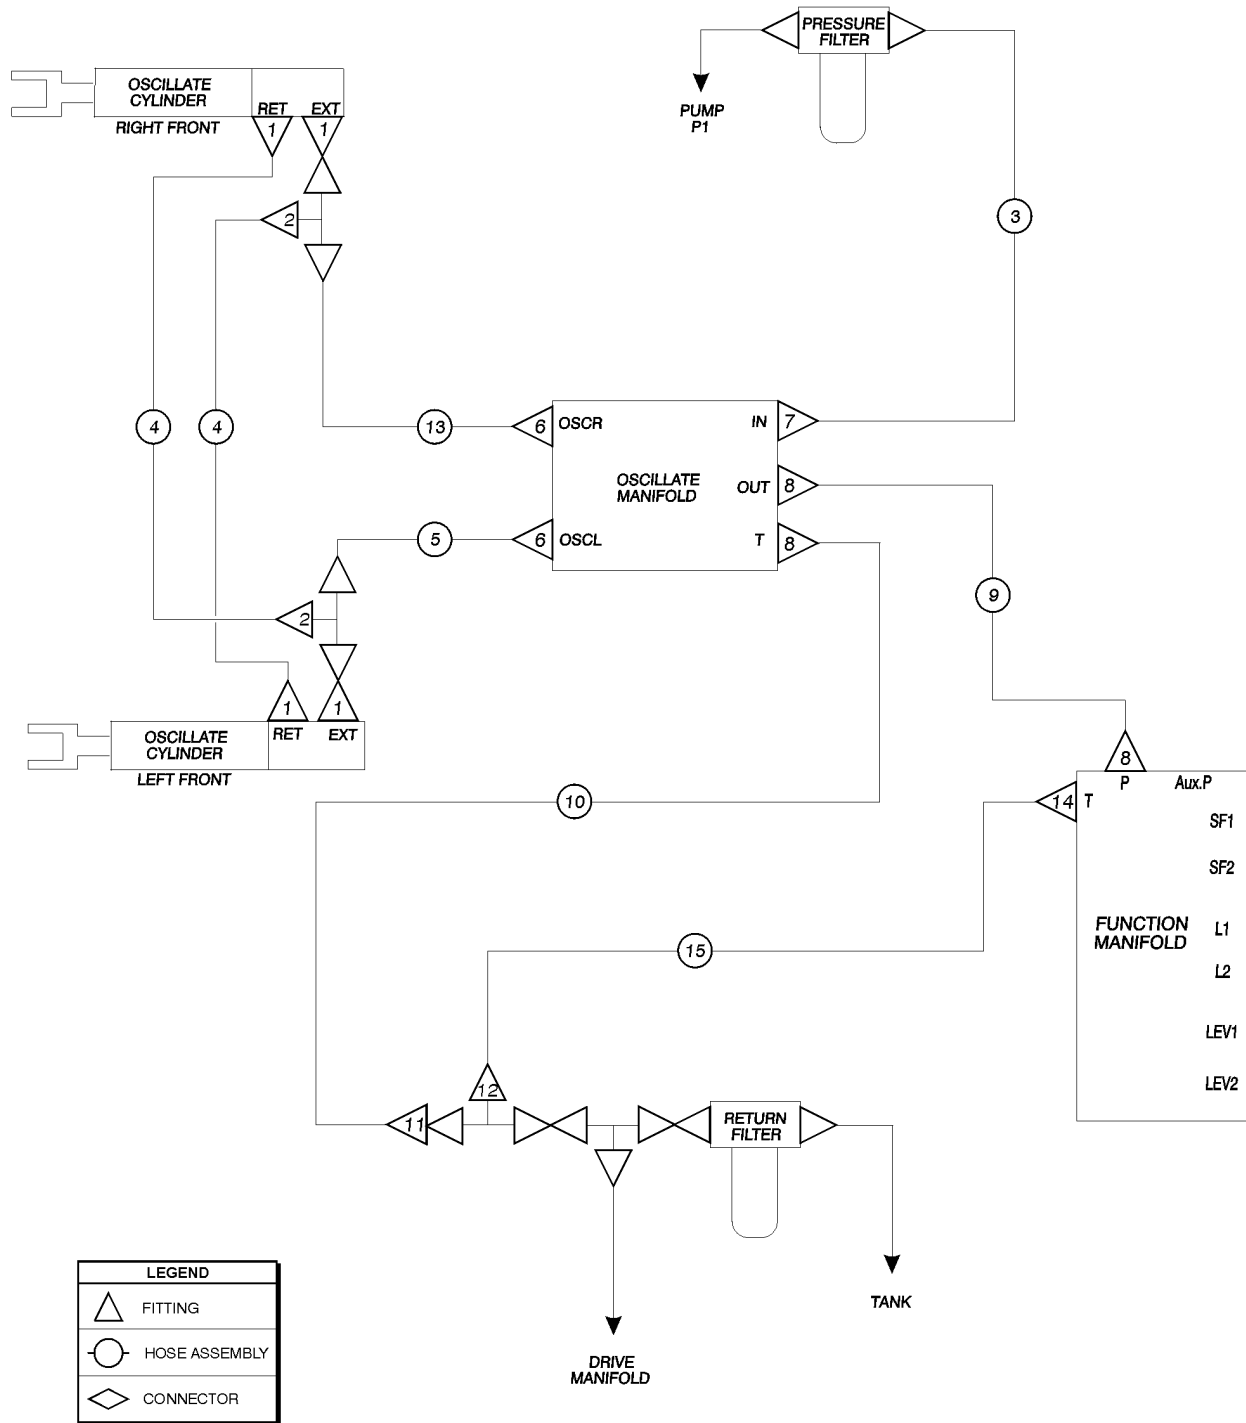 PRESSURE
FILTER
PUMP
P1
3
OSCILLATE
CYLINDER
RET
EXT
RIGHT FRONT
1
1
2
4
4
13
6
OSCR
IN
7
OSCILLATE
MANIFOLD
OUT
8
5
6
OSCL
T
8
9
2
1
1
OSCILLATE
CYLINDER
RET
EXT
LEFT FRONT
10
8
P
Aux.P
14
T
SF1
SF2
FUNCTION
MANIFOLD
L1
L2
LEV1
LEV2
15
12
11
RETURN
FILTER
TANK
DRIVE
MANIFOLD
LEGEND
FITTING
HOSE ASSEMBLY
CONNECTOR